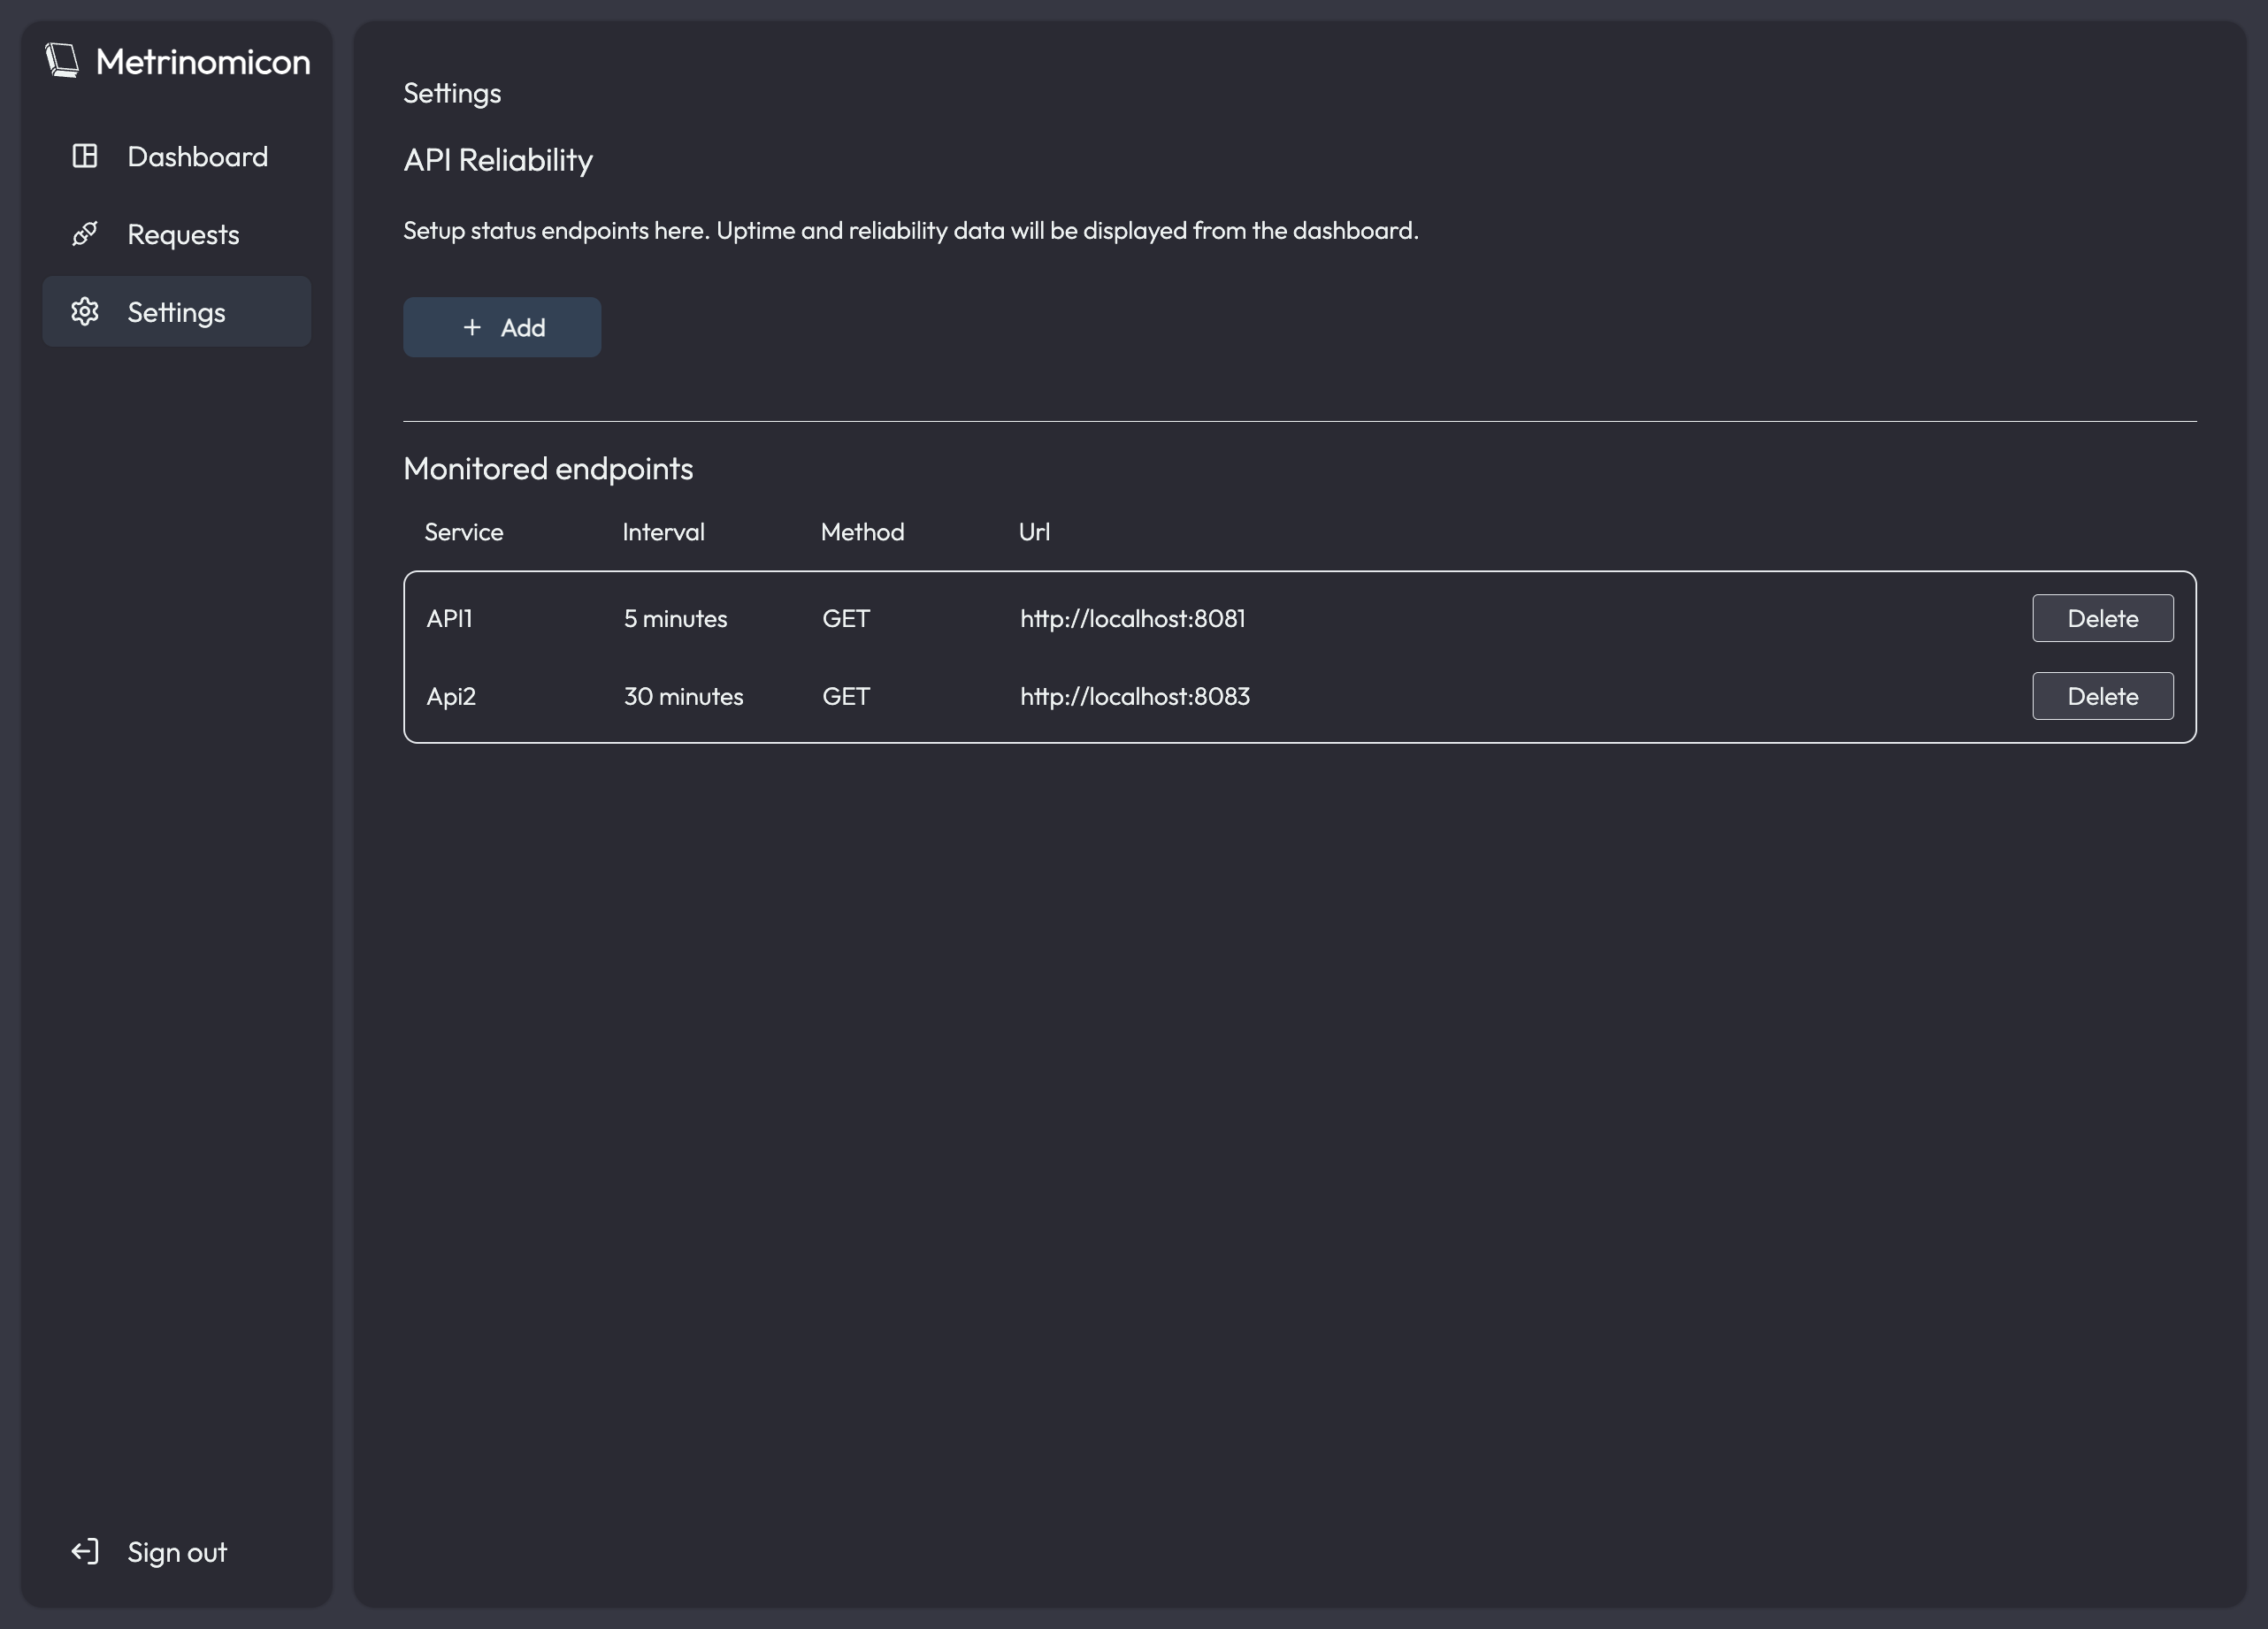 Metrinomicon
Dashboard
Requests
Settings
Sign out
Settings
API Reliability
Setup status endpoints here. Uptime and reliability data will be displayed from the dashboard.
+ Add
Monitored endpoints
Service Interval Method Url
API1 5 minutes GET http://localhost:8081 Delete
Api2 30 minutes GET http://localhost:8083 Delete